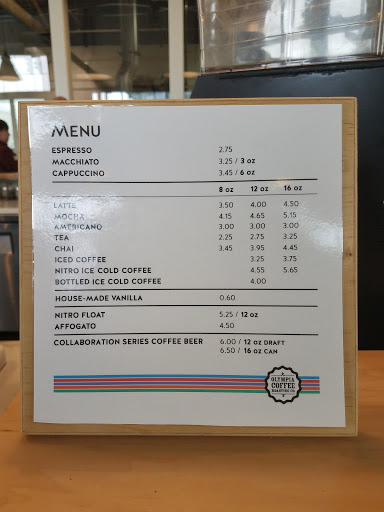 MENU
ESPRESSO 2.75
MACCHIATO 3.25 / 3 oz
CAPPUCCINO 3.45 / 6 oz
8 oz 12 oz 16 oz
LATTE 3.50 4.00 4.50
MOCHA 4.15 4.65 5.15
AMERICANO 3.00 3.00 3.00
TEA 2.25 2.75 3.25
CHAI 3.45 3.95 4.45
ICED COFFEE 3.25 3.75
NITRO ICE COLD COFFEE 4.55 5.65
BOTTLED ICE COLD COFFEE 4.00
HOUSE-MADE VANILLA 0.60
NITRO FLOAT 5.25 / 12 oz
AFFOGATO 4.50
COLLABORATION SERIES COFFEE BEER 6.00 / 12 oz DRAFT
6.50 / 16 oz CAN
OLYMPIA
COFFEE
ROASTING CO.